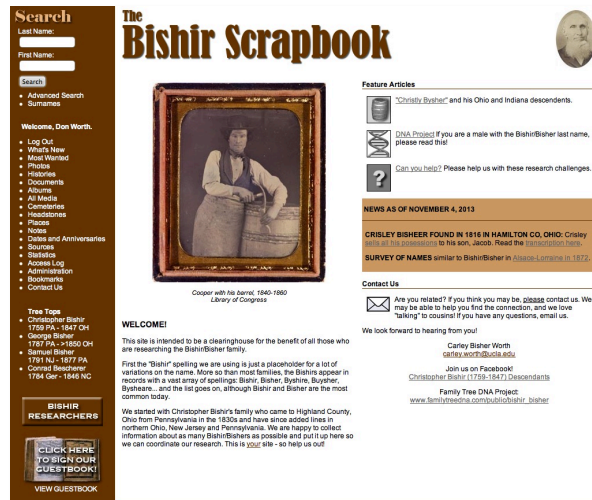 Search
Last Name:
First Name:
Search
Advanced Search
Surnames
Welcome, Don Worth.
Log Out
What's New
Most Wanted
Photos
Histories
Documents
Albums
All Media
Cemeteries
Headstones
Places
Notes
Dates and Anniversaries
Sources
Statistics
Access Log
Administration
Bookmarks
Contact Us
Tree Tops
Christopher Bishir
1759 PA - 1847 OH
George Bisher
1787 PA - >1850 OH
Samuel Bisher
1791 NJ - 1877 PA
Conrad Bescherer
1784 Ger - 1846 NC
BISHIR
RESEARCHERS
CLICK HERE
TO SIGN OUR
GUESTBOOK!
VIEW GUESTBOOK
The
Bishir Scrapbook
Cooper with his barrel, 1840-1860
Library of Congress
WELCOME!
This site is intended to be a clearinghouse for the benefit of all those who
are researching the Bishir/Bisher family.
First the "Bishir" spelling we are using is just a placeholder for a lot of
variations on the name. More so than most families, the Bishirs appear in
records with a vast array of spellings: Bishir, Bisher, Byshire, Buysher,
Bysheare... and the list goes on, although Bishir and Bisher are the most
common today.
We started with Christopher Bishir's family who came to Highland County,
Ohio from Pennsylvania in the 1830s and have since added lines in
northern Ohio, New Jersey and Pennsylvania. We are happy to collect
information about as many Bishir/Bishers as possible and put it up here so
we can coordinate our research. This is your site - so help us out!
Feature Articles
"Christly Bysher" and his Ohio and Indiana descendents.
DNA Project If you are a male with the Bishir/Bisher last name,
please read this!
?
Can you help? Please help us with these research challenges.
NEWS AS OF NOVEMBER 4, 2013
CRISLEY BISHEER FOUND IN 1816 IN HAMILTON CO, OHIO: Crisley
sells all his posessions to his son, Jacob. Read the transcription here.
SURVEY OF NAMES similar to Bishir/Bisher in Alsace-Lorraine in 1872.
Contact Us
Are you related? If you think you may be, please contact us. We
may be able to help you find the connection, and we love
"talking" to cousins! If you have any questions, email us.
We look forward to hearing from you!
Carley Bisher Worth
carley.worth@ucla.edu
Join us on Facebook!
Christopher Bishir (1759-1847) Descendants
Family Tree DNA Project:
www.familytreedna.com/public/bishir_bisher